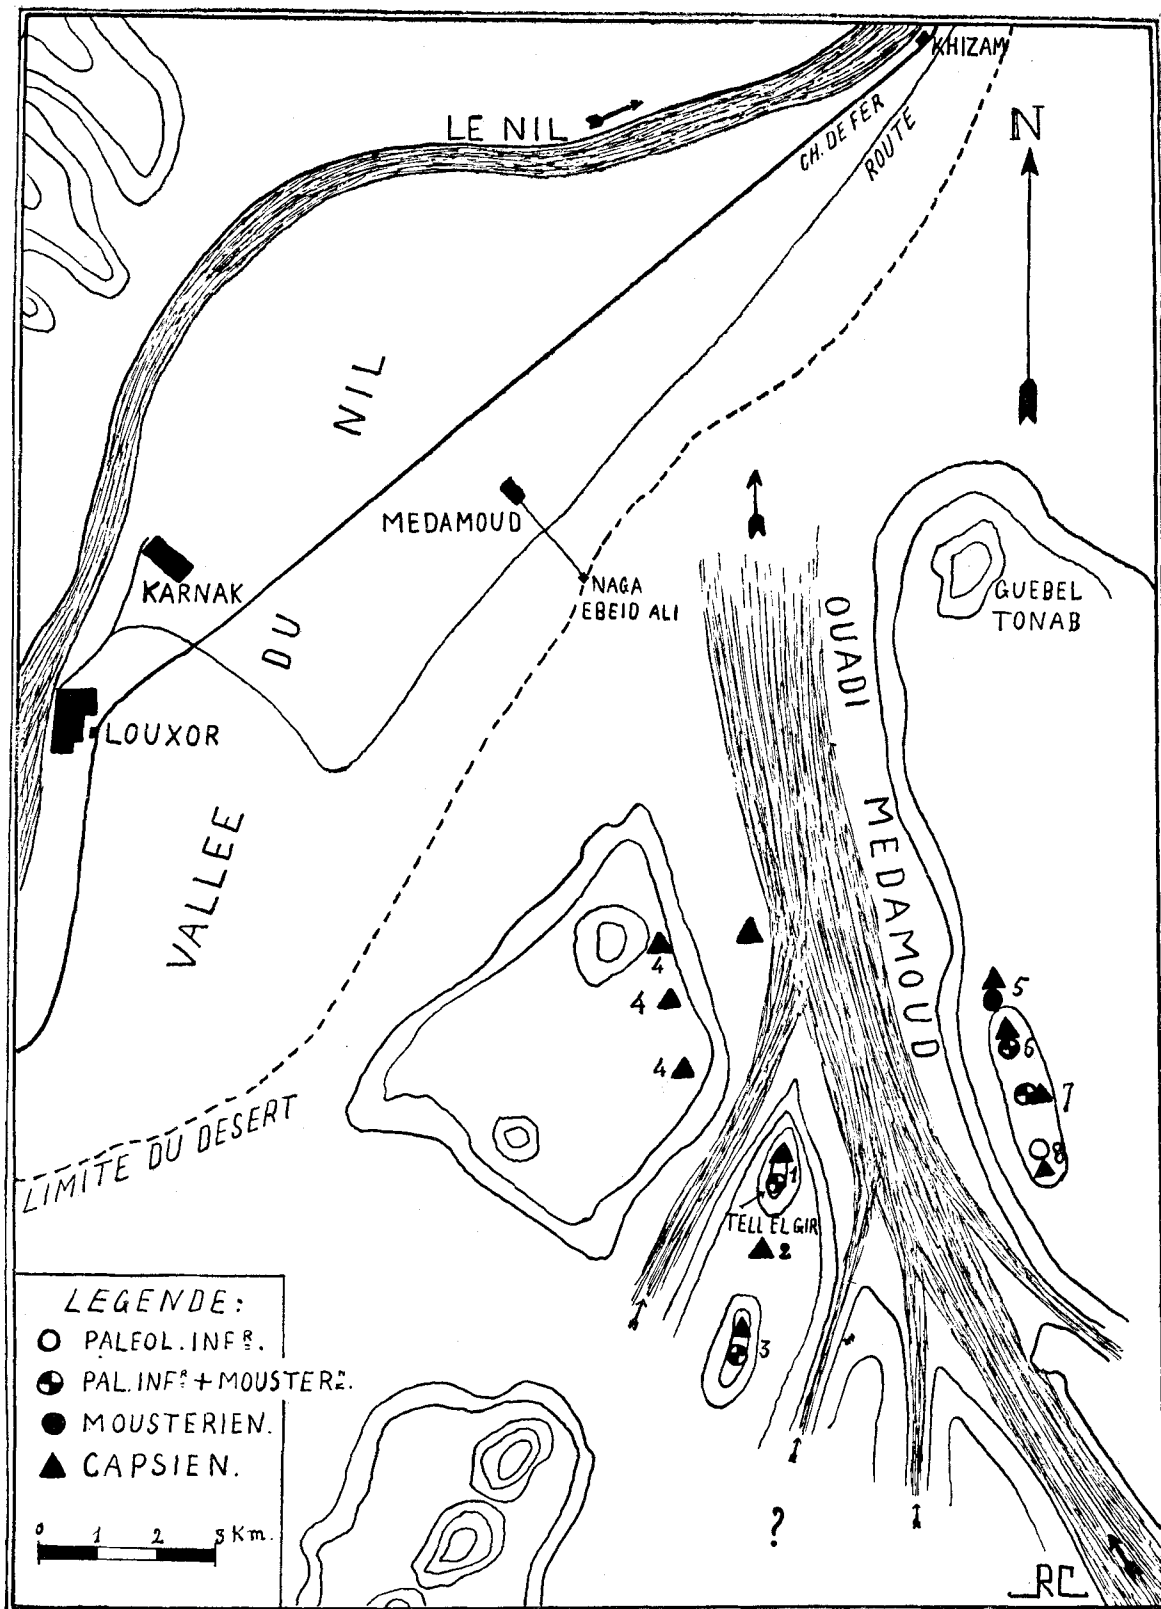 KHIZAM
LE NIL
CH. DE FER
ROUTE
N
NIL
MEDAMOUD
KARNAK
NAGA
EBEID ALI
GUEBEL
TONAB
DU
OUADI
LOUXOR
VALLEE
MEDAMOUD
4
4
4
5
6
7
8
LIMITE DU DESERT
1
TELL EL GIR
2
3
LEGENDE:
PALEOL. INFR.
PAL. INFR + MOUSTERN.
MOUSTERIEN.
CAPSIEN.
0 1 2 3 Km.
?
RC